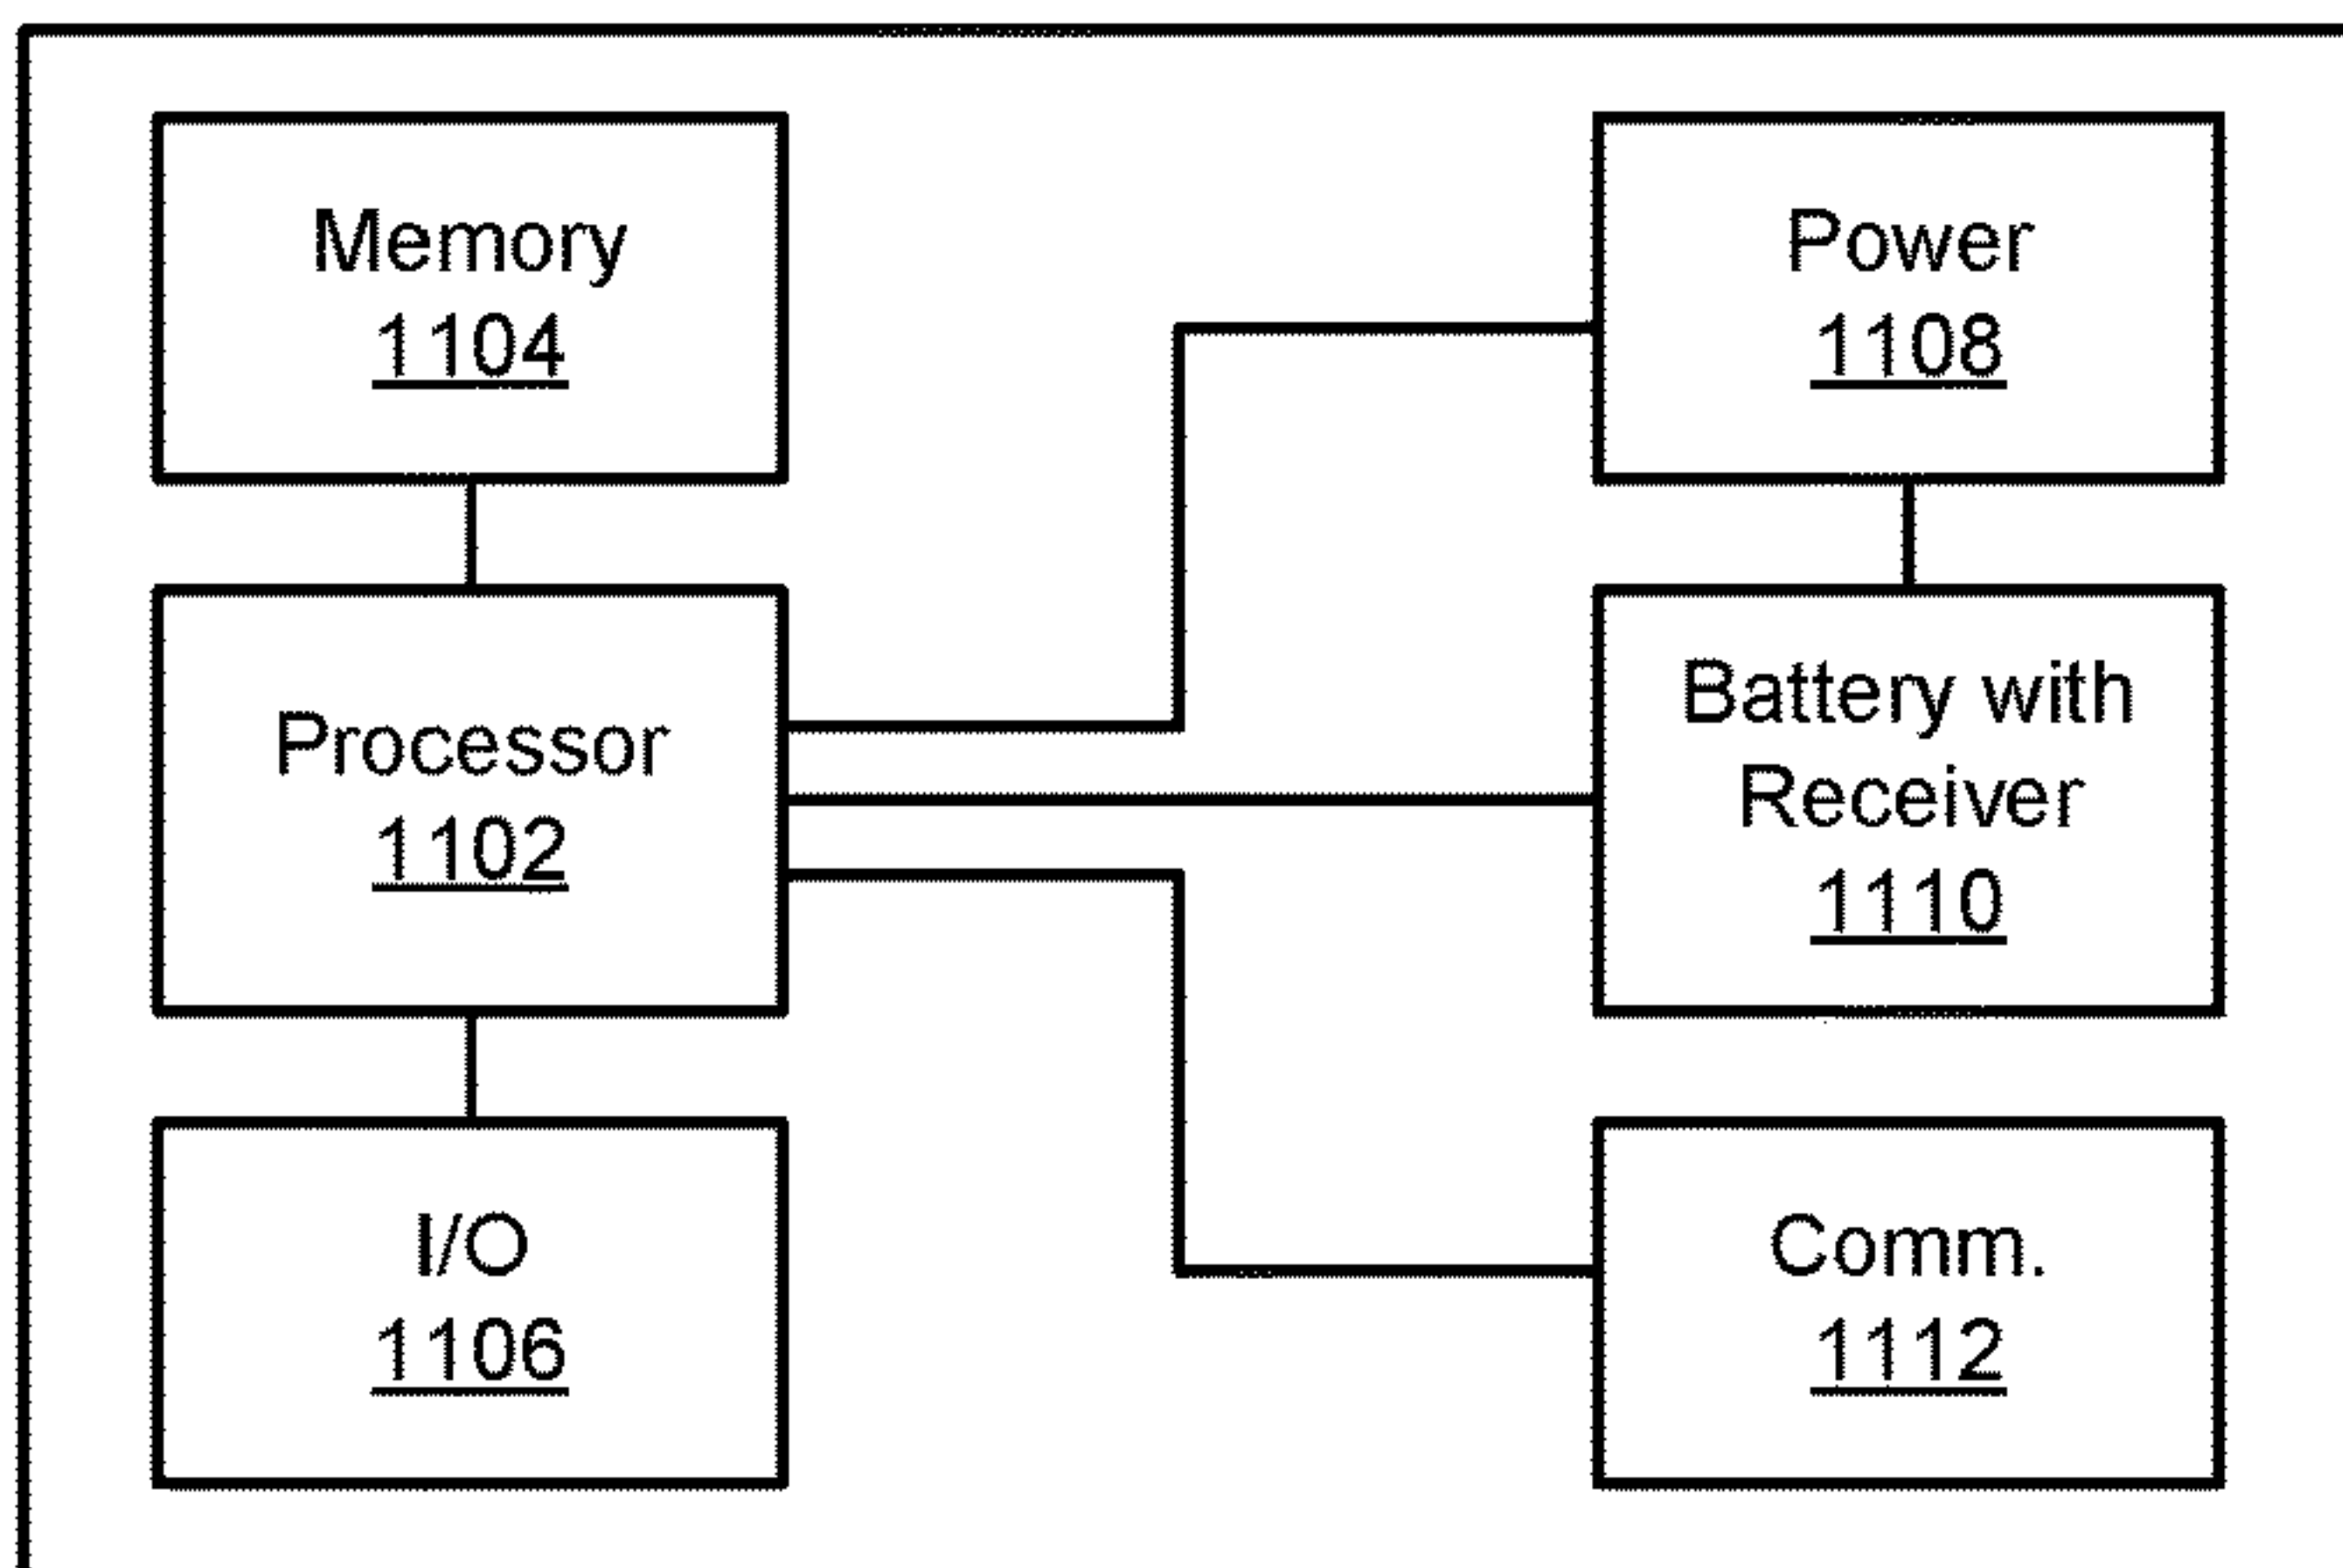 Memory
1104
Power
1108
Processor
1102
Battery with
Receiver
1110
I/O
1106
Comm.
1112